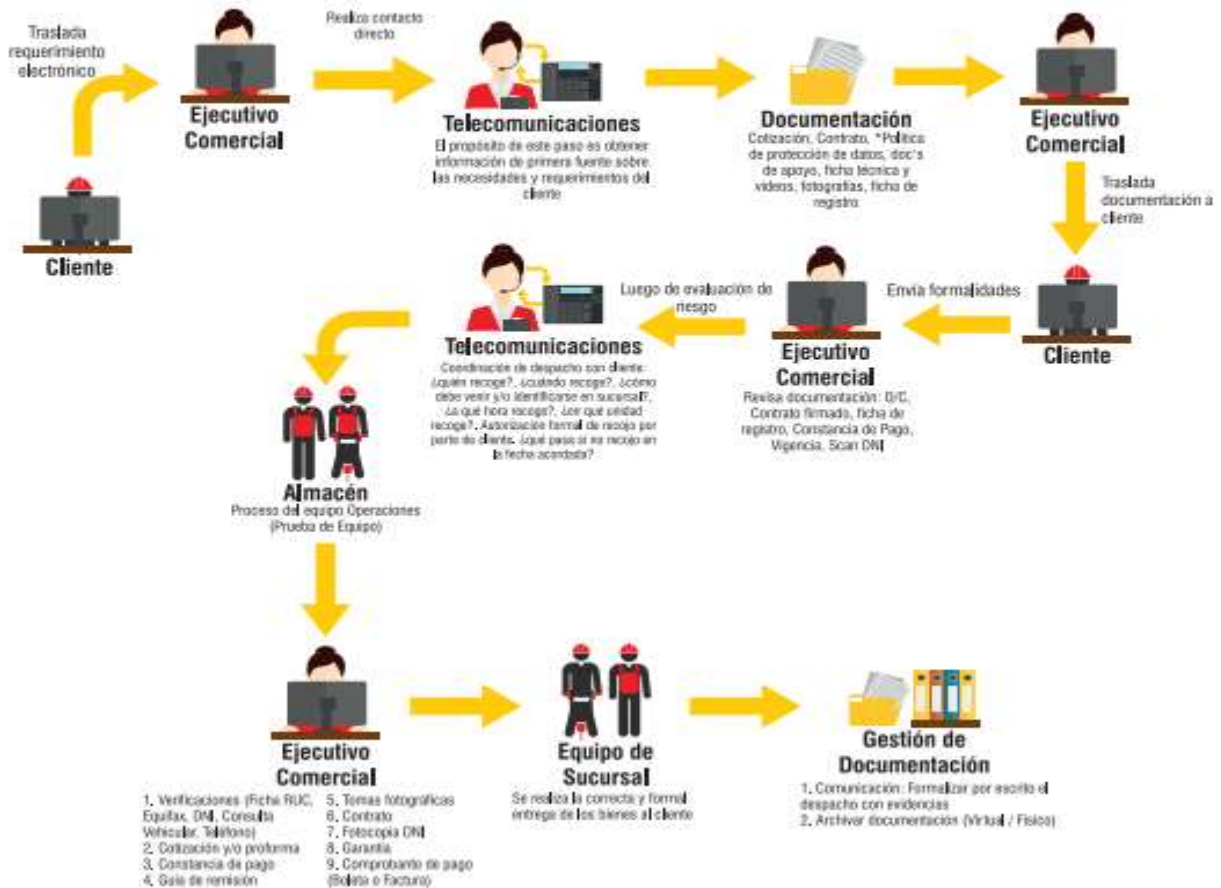 Traslada
requerimiento
electrónico
Cliente
Ejecutivo
Comercial
Realiza contacto
directo
Telecomunicaciones
El propósito de este paso es obtener
información de primera fuente sobre
las necesidades y requerimientos del
cliente
Documentación
Cotización, Contrato, *Política
de protección de datos, doc's
de apoyo, ficha técnica y
videos, fotografías, ficha de
registro
Ejecutivo
Comercial
Traslada
documentación a
cliente
Cliente
Envía formalidades
Ejecutivo
Comercial
Revisa documentación: O/C,
Contrato firmado, ficha de
registro, Constancia de Pago,
Vigencia, Scan DNI
Luego de evaluación de
riesgo
Telecomunicaciones
Coordinación de despacho con cliente:
¿quién recoge?, ¿cuándo recoge?, ¿cómo
debe venir y/o identificarse en sucursal?,
¿a qué hora recoge?, ¿en qué unidad
recoge?, Autorización formal de recojo por
parte de cliente. ¿qué pasa si no recojo en
la fecha acordada?
Almacén
Proceso del equipo Operaciones
(Prueba de Equipo)
Ejecutivo
Comercial
1. Verificaciones (Ficha RUC,
Equifax, DNI, Consulta
Vehicular, Teléfono)
2. Cotización y/o proforma
3. Constancia de pago
4. Guia de remisión
5. Tomas fotográficas
6. Contrato
7. Fotocopia DNI
8. Garantía
9. Comprobante de pago
(Boleta o Factura)
Equipo de
Sucursal
Se realiza la correcta y formal
entrega de los bienes al cliente
Gestión de
Documentación
1. Comunicación: Formalizar por escrito el
despacho con evidencias
2. Archivar documentación (Virtual / Físico)